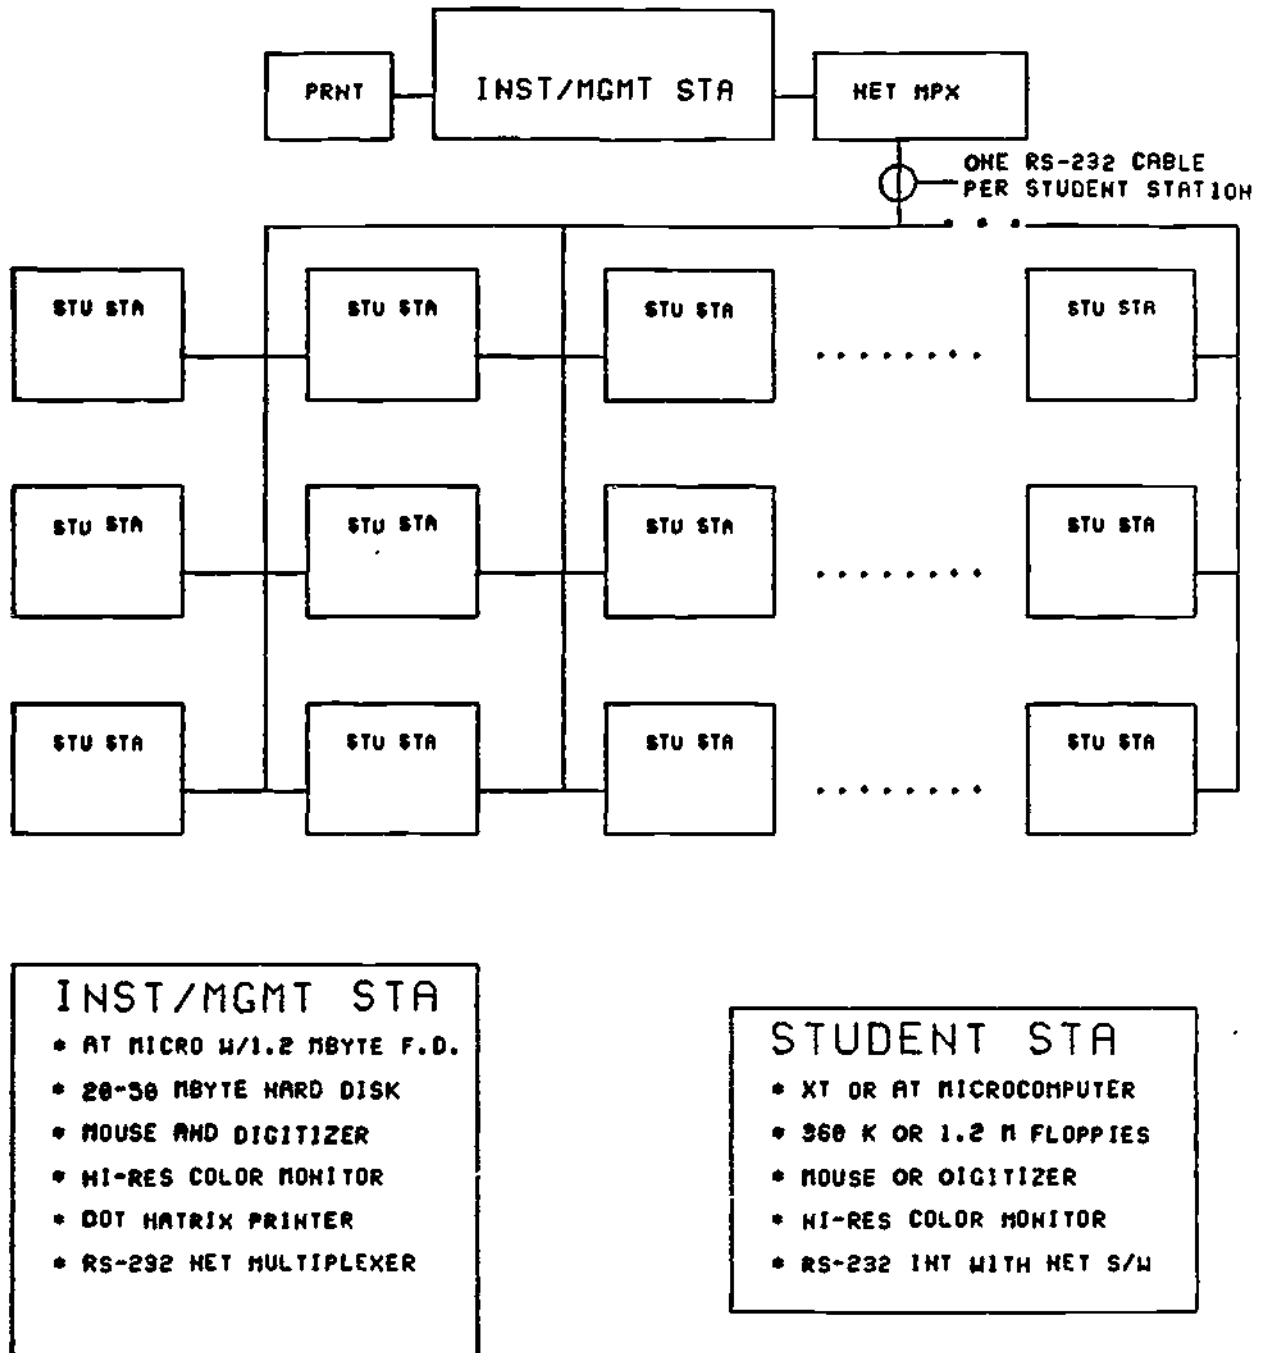 PRNT
INST/MGMT STA
NET MPX
ONE RS-232 CABLE
PER STUDENT STATION
STU STA
STU STA
STU STA
STU STA
STU STA
STU STA
STU STA
STU STA
STU STA
STU STA
STU STA
STU STA
INST/MGMT STA
* AT MICRO W/1.2 MBYTE F.D.
* 20-30 MBYTE HARD DISK
* MOUSE AND DIGITIZER
* HI-RES COLOR MONITOR
* DOT MATRIX PRINTER
* RS-232 NET MULTIPLEXER
STUDENT STA
* XT OR AT MICROCOMPUTER
* 360 K OR 1.2 M FLOPPIES
* MOUSE OR DIGITIZER
* HI-RES COLOR MONITOR
* RS-232 INT WITH NET S/W